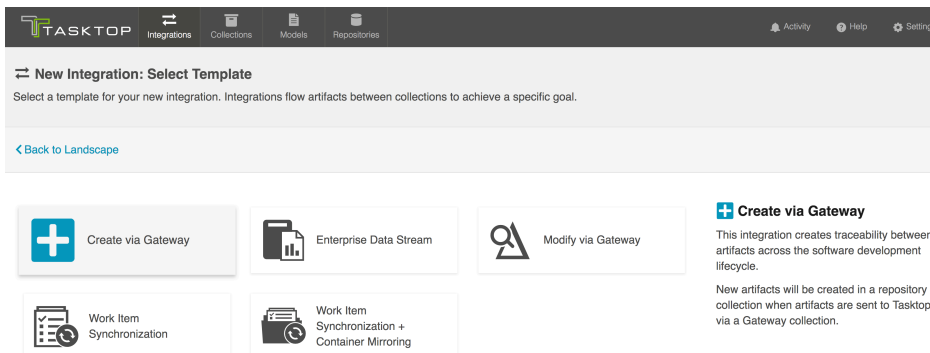 TASKTOP
Integrations
Collections
Models
Repositories
Activity
Help
Setting
New Integration: Select Template
Select a template for your new integration. Integrations flow artifacts between collections to achieve a specific goal.
Back to Landscape
Create via Gateway
Enterprise Data Stream
Modify via Gateway
Work Item
Synchronization
Work Item
Synchronization +
Container Mirroring
Create via Gateway
This integration creates traceability between
artifacts across the software development
lifecycle.
New artifacts will be created in a repository
collection when artifacts are sent to Tasktop
via a Gateway collection.